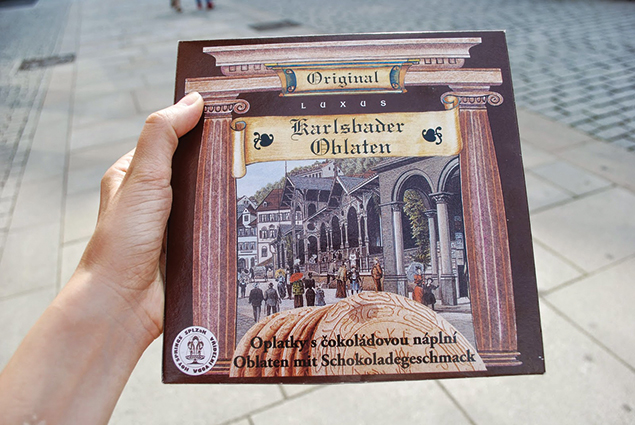 Original
LUXUS
Karlsbader
Oblaten
Oplatky s čokoládovou náplní
Oblaten mit Schokoladegeschmack